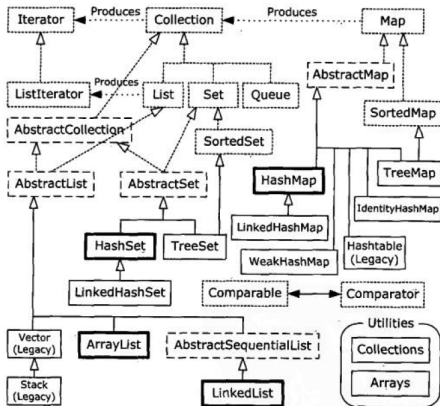 Iterator
Produces
Collection
Produces
Map
ListIterator
Produces
List
Set
Queue
AbstractMap
AbstractCollection
SortedSet
SortedMap
AbstractList
AbstractSet
HashMap
TreeMap
LinkedHashMap
IdentityHashMap
HashSet
TreeSet
WeakHashMap
Hashtable
(Legacy)
LinkedHashSet
Comparable
Comparator
Utilities
Vector
(Legacy)
ArrayList
AbstractSequentialList
Collections
Stack
(Legacy)
LinkedList
Arrays